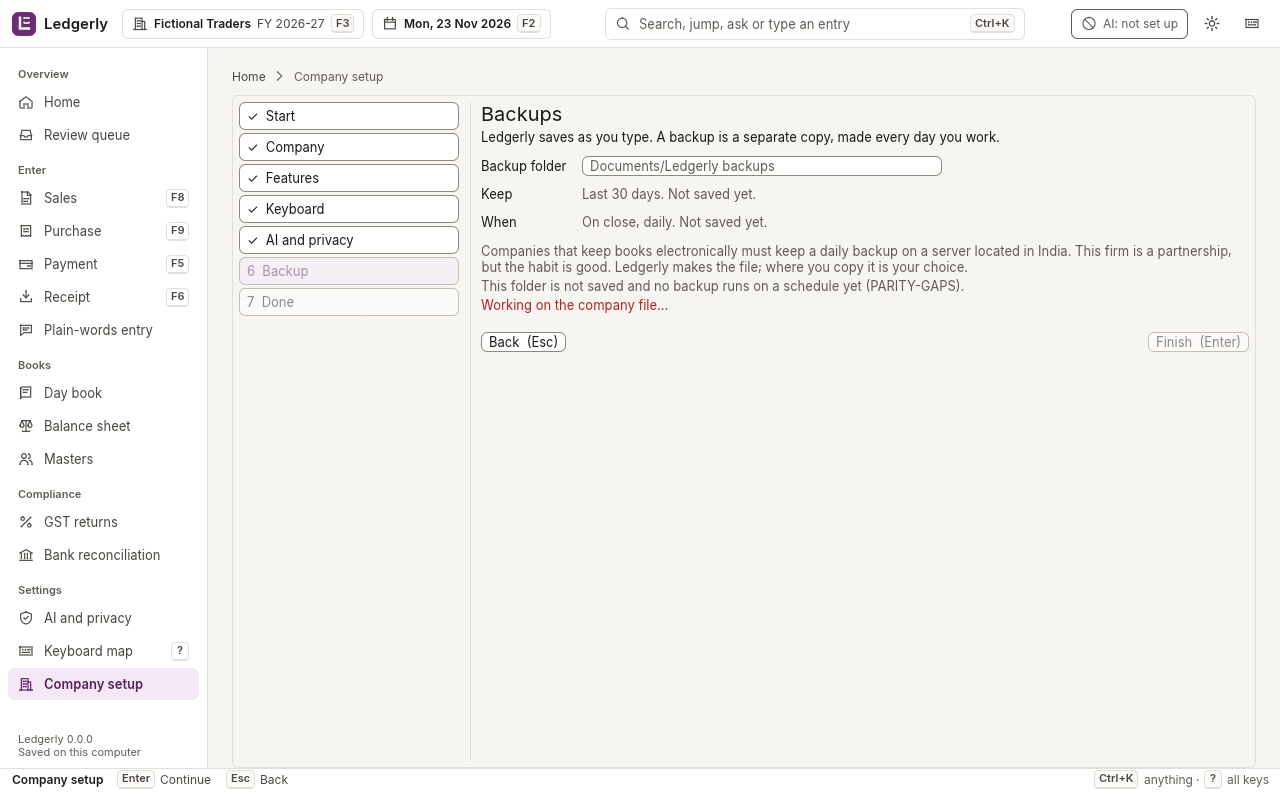 Ledgerly
Fictional Traders FY 2026-27 F3
Mon, 23 Nov 2026 F2
Search, jump, ask or type an entry Ctrl+K
AI: not set up
Overview
Home
Review queue
Enter
Sales F8
Purchase F9
Payment F5
Receipt F6
Plain-words entry
Books
Day book
Balance sheet
Masters
Compliance
GST returns
Bank reconciliation
Settings
AI and privacy
Keyboard map ?
Company setup
Ledgerly 0.0.0
Saved on this computer
Home > Company setup
✓ Start
✓ Company
✓ Features
✓ Keyboard
✓ AI and privacy
6 Backup
7 Done
Backups
Ledgerly saves as you type. A backup is a separate copy, made every day you work.
Backup folder Documents/Ledgerly backups
Keep Last 30 days. Not saved yet.
When On close, daily. Not saved yet.
Companies that keep books electronically must keep a daily backup on a server located in India. This firm is a partnership,
but the habit is good. Ledgerly makes the file; where you copy it is your choice.
This folder is not saved and no backup runs on a schedule yet (PARITY-GAPS).
Working on the company file...
Back (Esc) Finish (Enter)
Company setup Enter Continue Esc Back
Ctrl+K anything · ? all keys